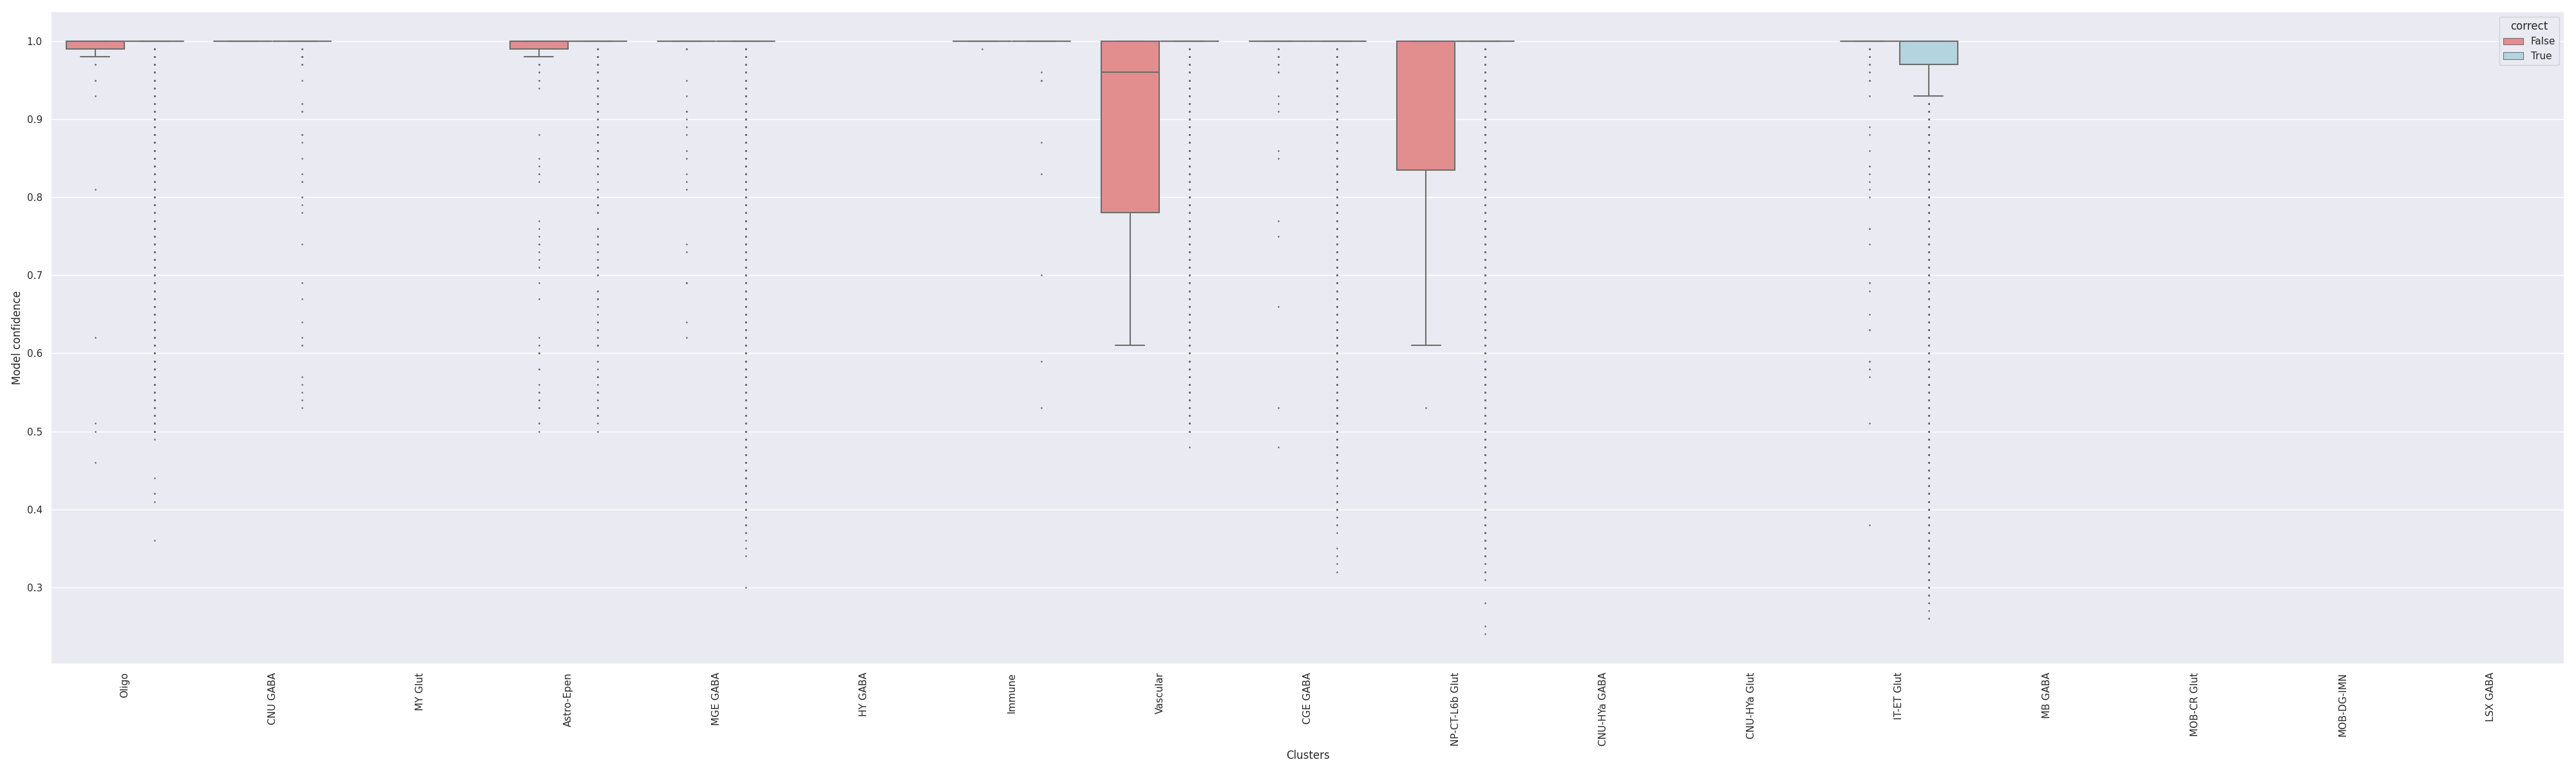 correct
False
True
Model confidence
1.0
0.9
0.8
0.7
0.6
0.5
0.4
0.3
Oligo
CNU GABA
MY Glut
Astro-Epen
MGE GABA
HY GABA
Immune
Vascular
CGE GABA
NP-CT-L6b Glut
CNU-HYa GABA
CNU-HYa Glut
IT-ET Glut
MB GABA
MOB-CR Glut
MOB-DG-IMN
LSX GABA
Clusters